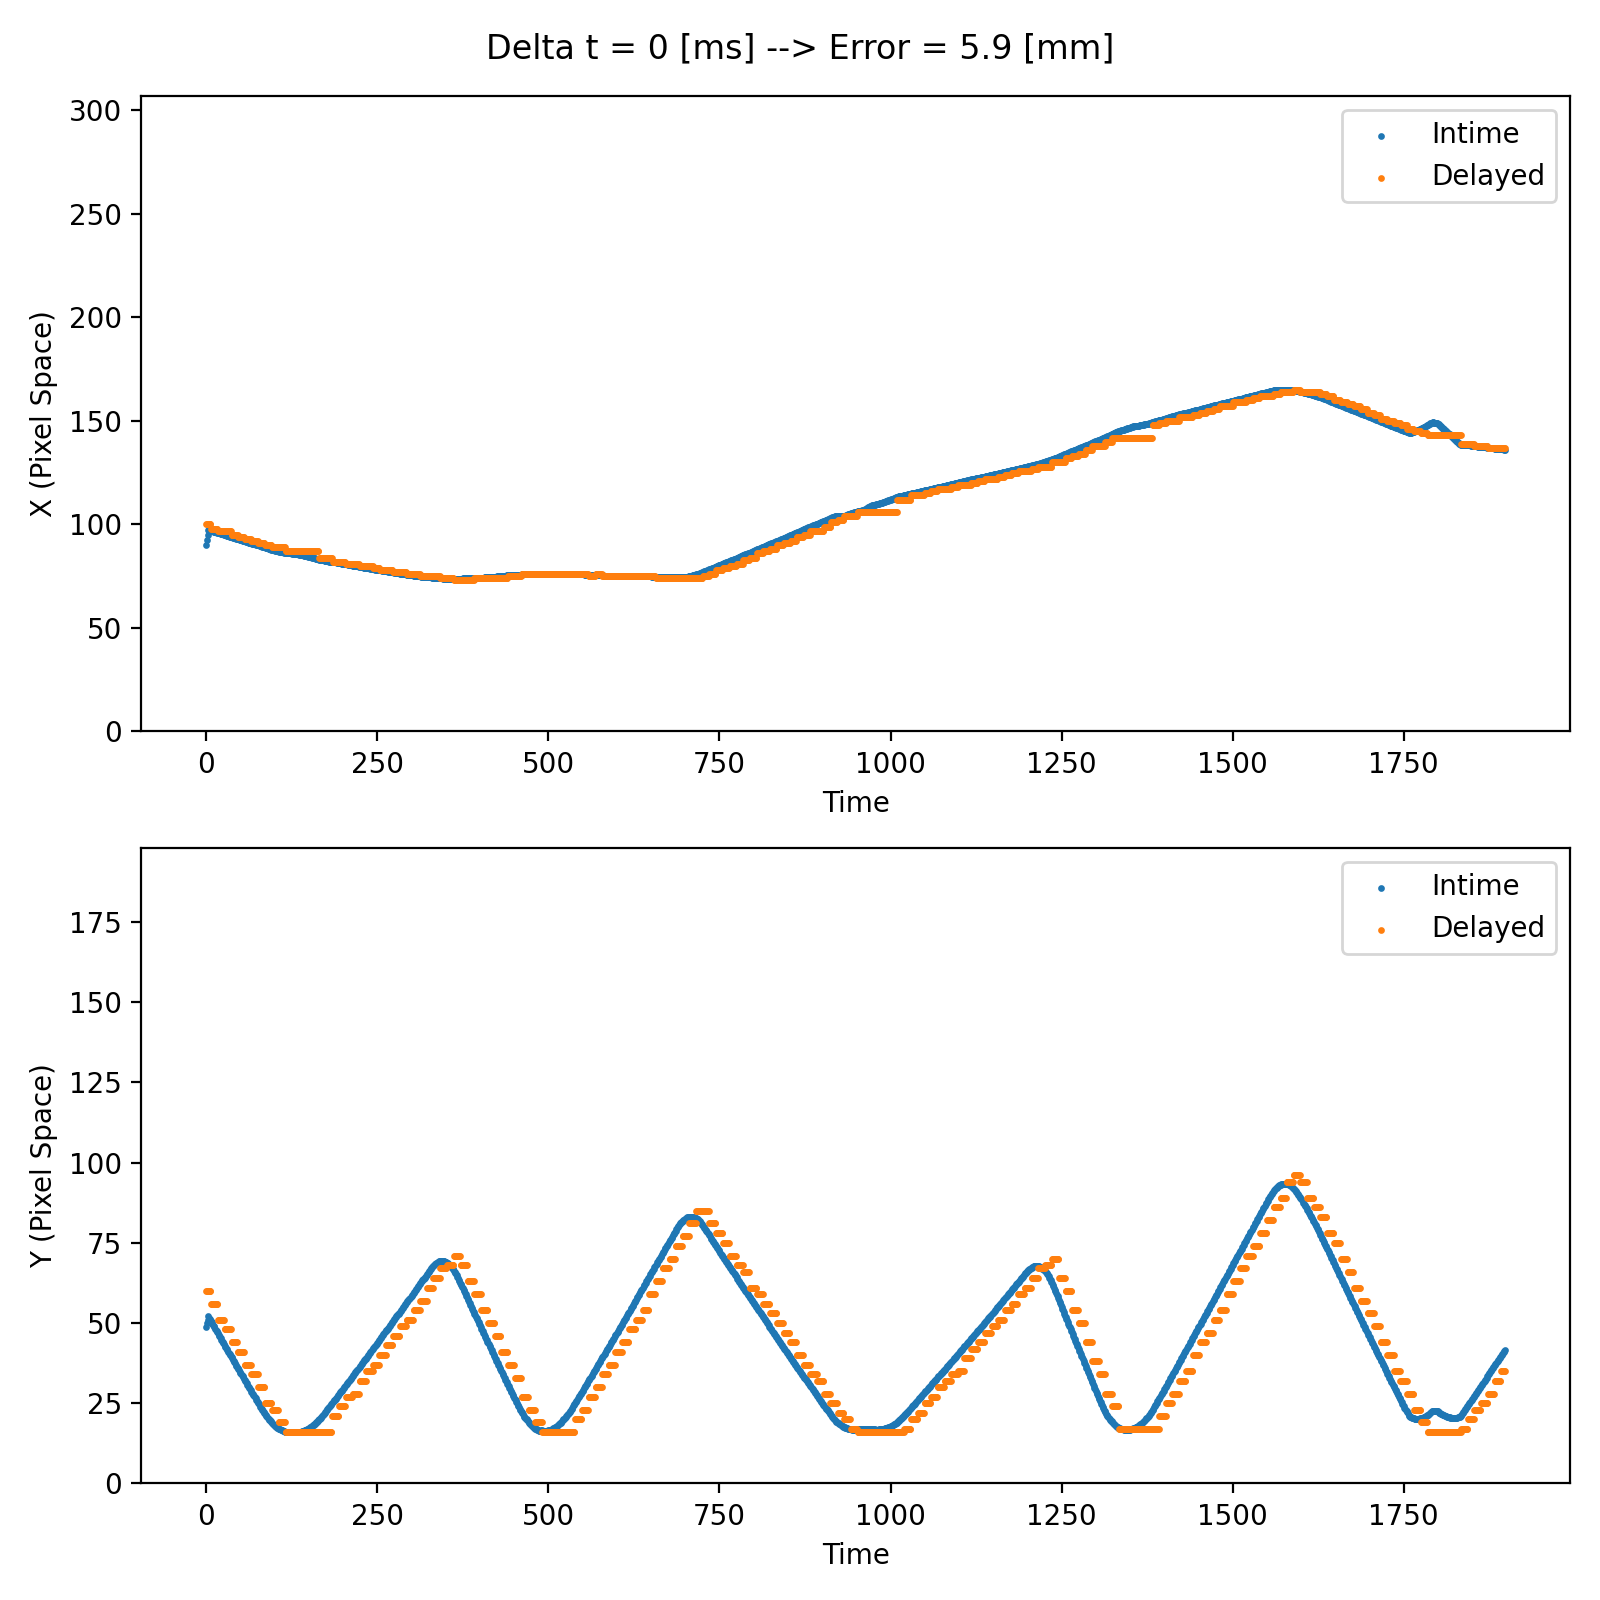 Delta t = 0 [ms] --> Error = 5.9 [mm]
300
250
200
150
100
50
0
X (Pixel Space)
Intime
Delayed
0 250 500 750 1000 1250 1500 1750
Time
175
150
125
100
75
50
25
0
Y (Pixel Space)
Intime
Delayed
0 250 500 750 1000 1250 1500 1750
Time